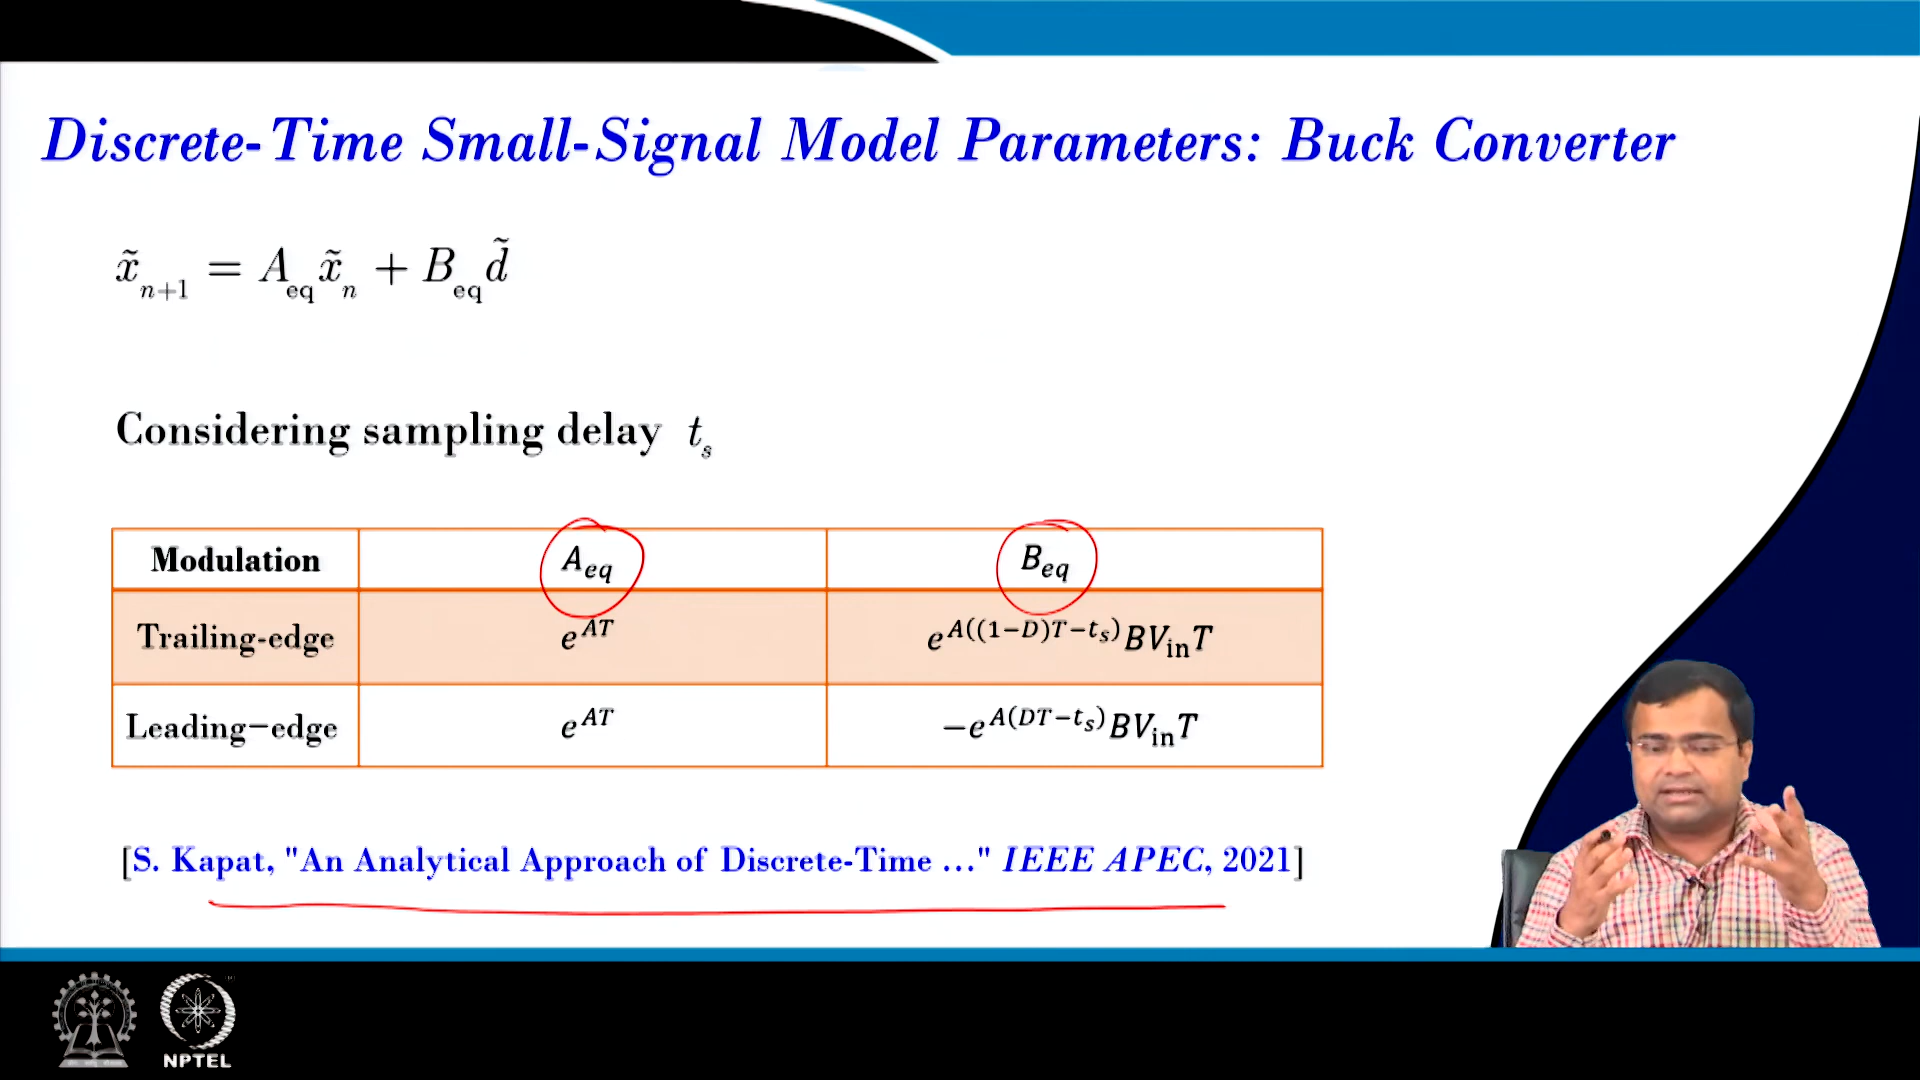 Discrete-Time Small-Signal Model Parameters: Buck Converter
x̃ₙ₊₁ = A_eq x̃ₙ + B_eq d̃
Considering sampling delay t_s
Modulation A_eq B_eq
Trailing-edge e^{AT} e^{A((1−D)T−t_s)}BV_in T
Leading−edge e^{AT} −e^{A(DT−t_s)}BV_in T
[S. Kapat, "An Analytical Approach of Discrete-Time ..." IEEE APEC, 2021]
NPTEL